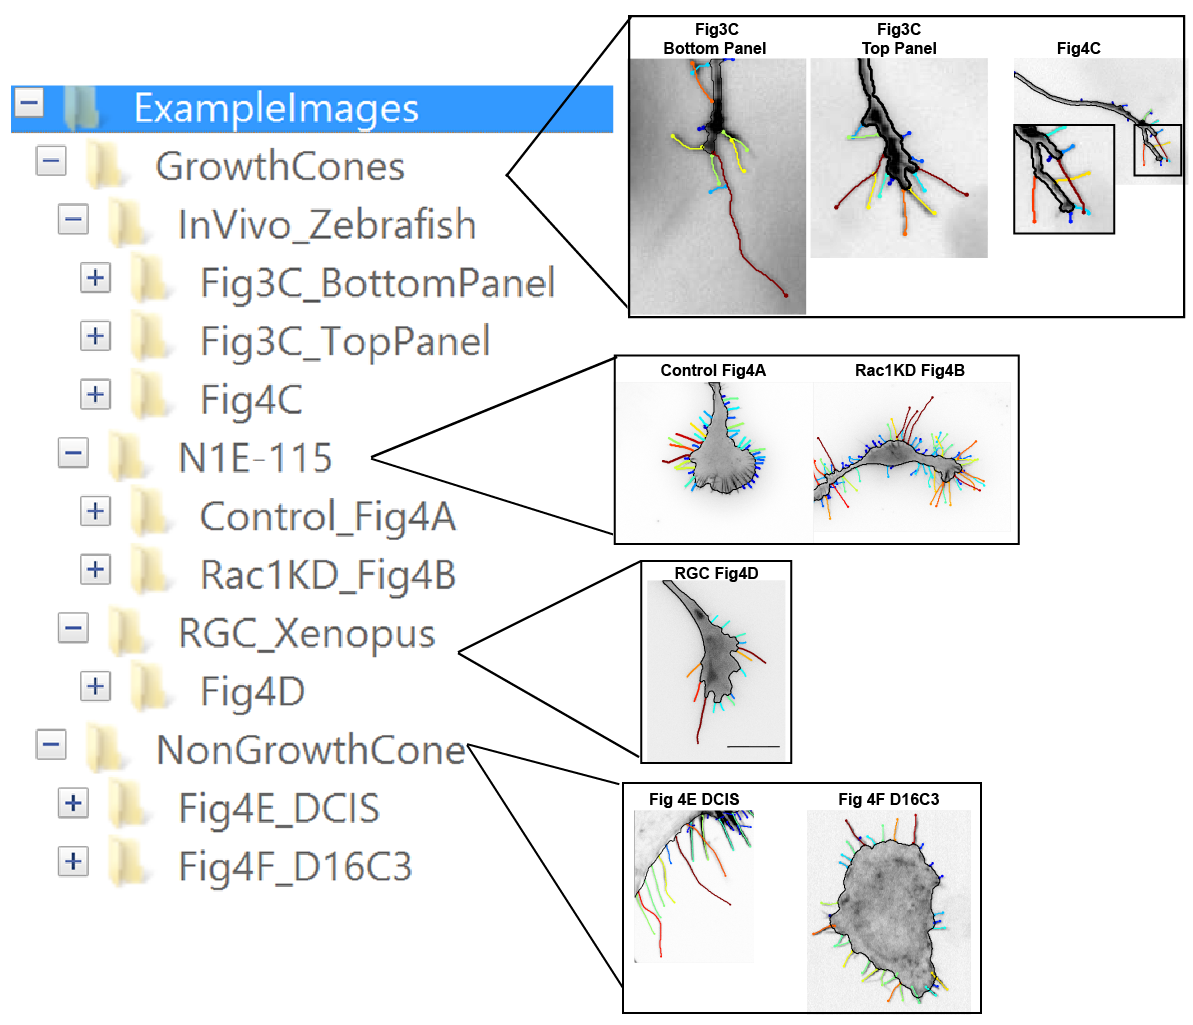 ExampleImages
GrowthCones
InVivo_Zebrafish
Fig3C_BottomPanel
Fig3C_TopPanel
Fig4C
N1E-115
Control_Fig4A
Rac1KD_Fig4B
RGC_Xenopus
Fig4D
NonGrowthCone
Fig4E_DCIS
Fig4F_D16C3
Fig3C
Bottom Panel
Fig3C
Top Panel
Fig4C
Control Fig4A
Rac1KD Fig4B
RGC Fig4D
Fig 4E DCIS
Fig 4F D16C3